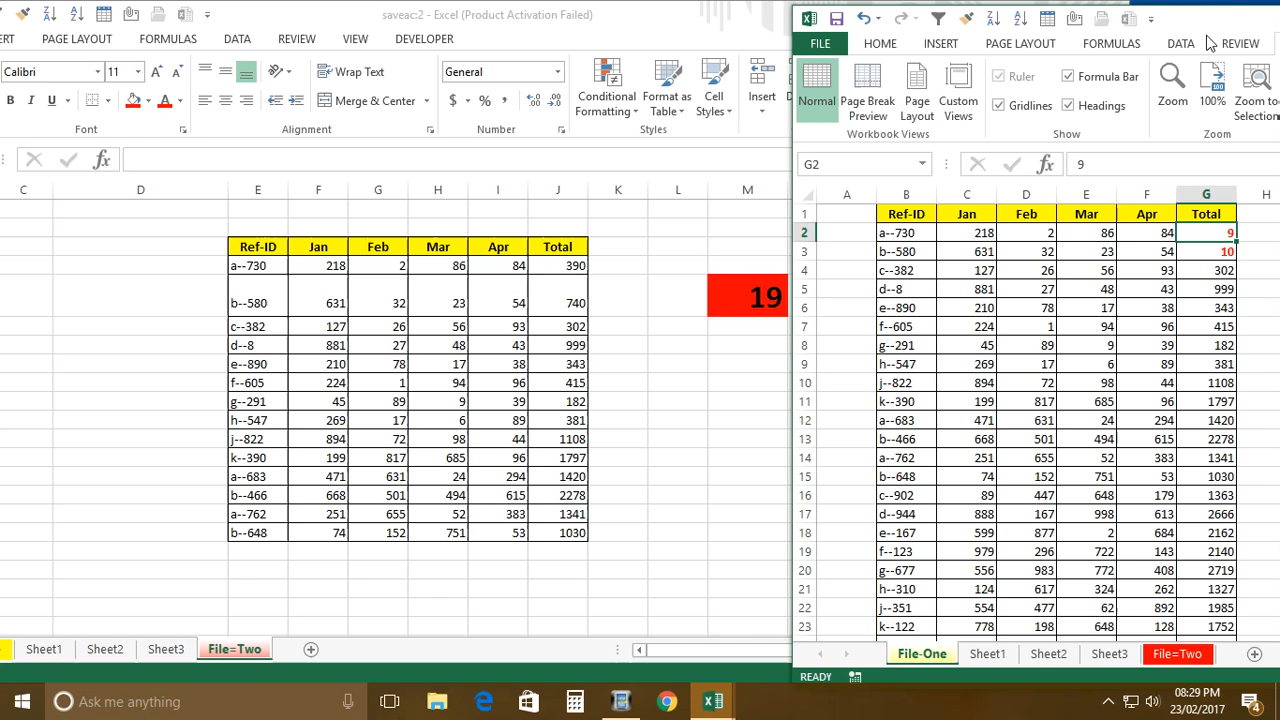 saveac:2 - Excel (Product Activation Failed)
PAGE LAYOUT FORMULAS DATA REVIEW VIEW DEVELOPER
Calibri 11 A A Wrap Text General
B I U A Merge & Center $ % , Conditional Formatting Format as Table Cell Styles Insert
Font Alignment Number Styles
fx
C D E F G H I J K L M
Ref-ID Jan Feb Mar Apr Total
a--730 218 2 86 84 390
b--580 631 32 23 54 740
19
c--382 127 26 56 93 302
d--8 881 27 48 43 999
e--890 210 78 17 38 343
f--605 224 1 94 96 415
g--291 45 89 9 39 182
h--547 269 17 6 89 381
j--822 894 72 98 44 1108
k--390 199 817 685 96 1797
a--683 471 631 24 294 1420
b--466 668 501 494 615 2278
a--762 251 655 52 383 1341
b--648 74 152 751 53 1030
Sheet1 Sheet2 Sheet3 File=Two
FILE HOME INSERT PAGE LAYOUT FORMULAS DATA REVIEW
Normal Page Break Preview Page Layout Custom Views Ruler Formula Bar Gridlines Headings Zoom 100% Zoom to Selection
Workbook Views Show Zoom
G2 fx 9
A B C D E F G H
1 Ref-ID Jan Feb Mar Apr Total
2 a--730 218 2 86 84 9
3 b--580 631 32 23 54 10
4 c--382 127 26 56 93 302
5 d--8 881 27 48 43 999
6 e--890 210 78 17 38 343
7 f--605 224 1 94 96 415
8 g--291 45 89 9 39 182
9 h--547 269 17 6 89 381
10 j--822 894 72 98 44 1108
11 k--390 199 817 685 96 1797
12 a--683 471 631 24 294 1420
13 b--466 668 501 494 615 2278
14 a--762 251 655 52 383 1341
15 b--648 74 152 751 53 1030
16 c--902 89 447 648 179 1363
17 d--944 888 167 998 613 2666
18 e--167 599 877 2 684 2162
19 f--123 979 296 722 143 2140
20 g--677 556 983 772 408 2719
21 h--310 124 617 324 262 1327
22 j--351 554 477 62 892 1985
23 k--122 778 198 648 128 1752
File-One Sheet1 Sheet2 Sheet3 File=Two
READY
Ask me anything
08:29 PM
23/02/2017
4